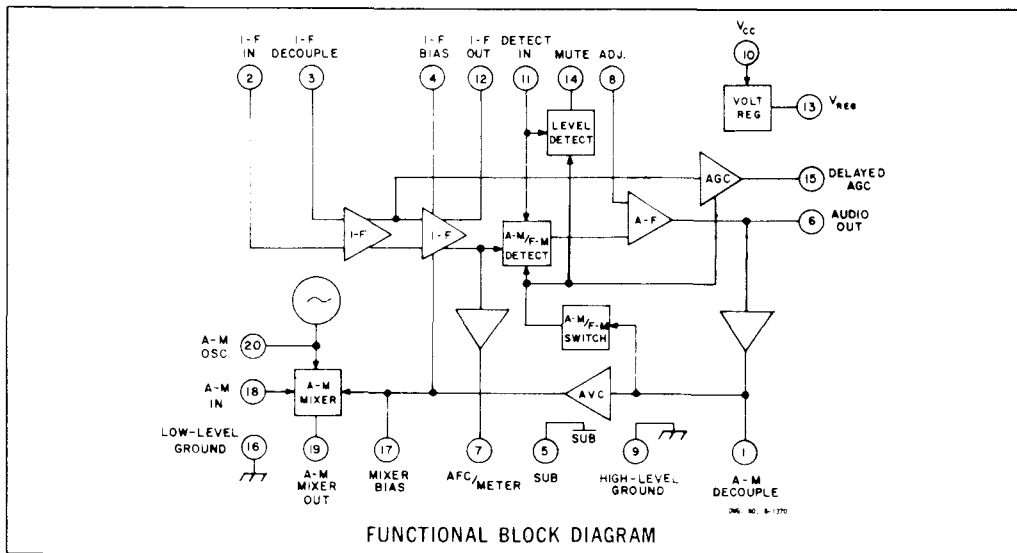 I-F IN
2
I-F DECOUPLE
3
I-F BIAS
4
I-F OUT
12
DETECT IN
11
MUTE
14
ADJ.
8
VCC
10
VOLT REG
13
VREG
LEVEL DETECT
AGC
15
DELAYED AGC
I-F
I-F
A-M/F-M DETECT
A-F
6
AUDIO OUT
A-M OSC.
20
A-M/F-M SWITCH
A-M IN
18
A-M MIXER
AVC
LOW-LEVEL GROUND
16
19
A-M MIXER OUT
17
MIXER BIAS
7
AFC/METER
5
SUB
SUB
9
HIGH-LEVEL GROUND
1
A-M DECOUPLE
DWG. NO. A-1370
FUNCTIONAL BLOCK DIAGRAM